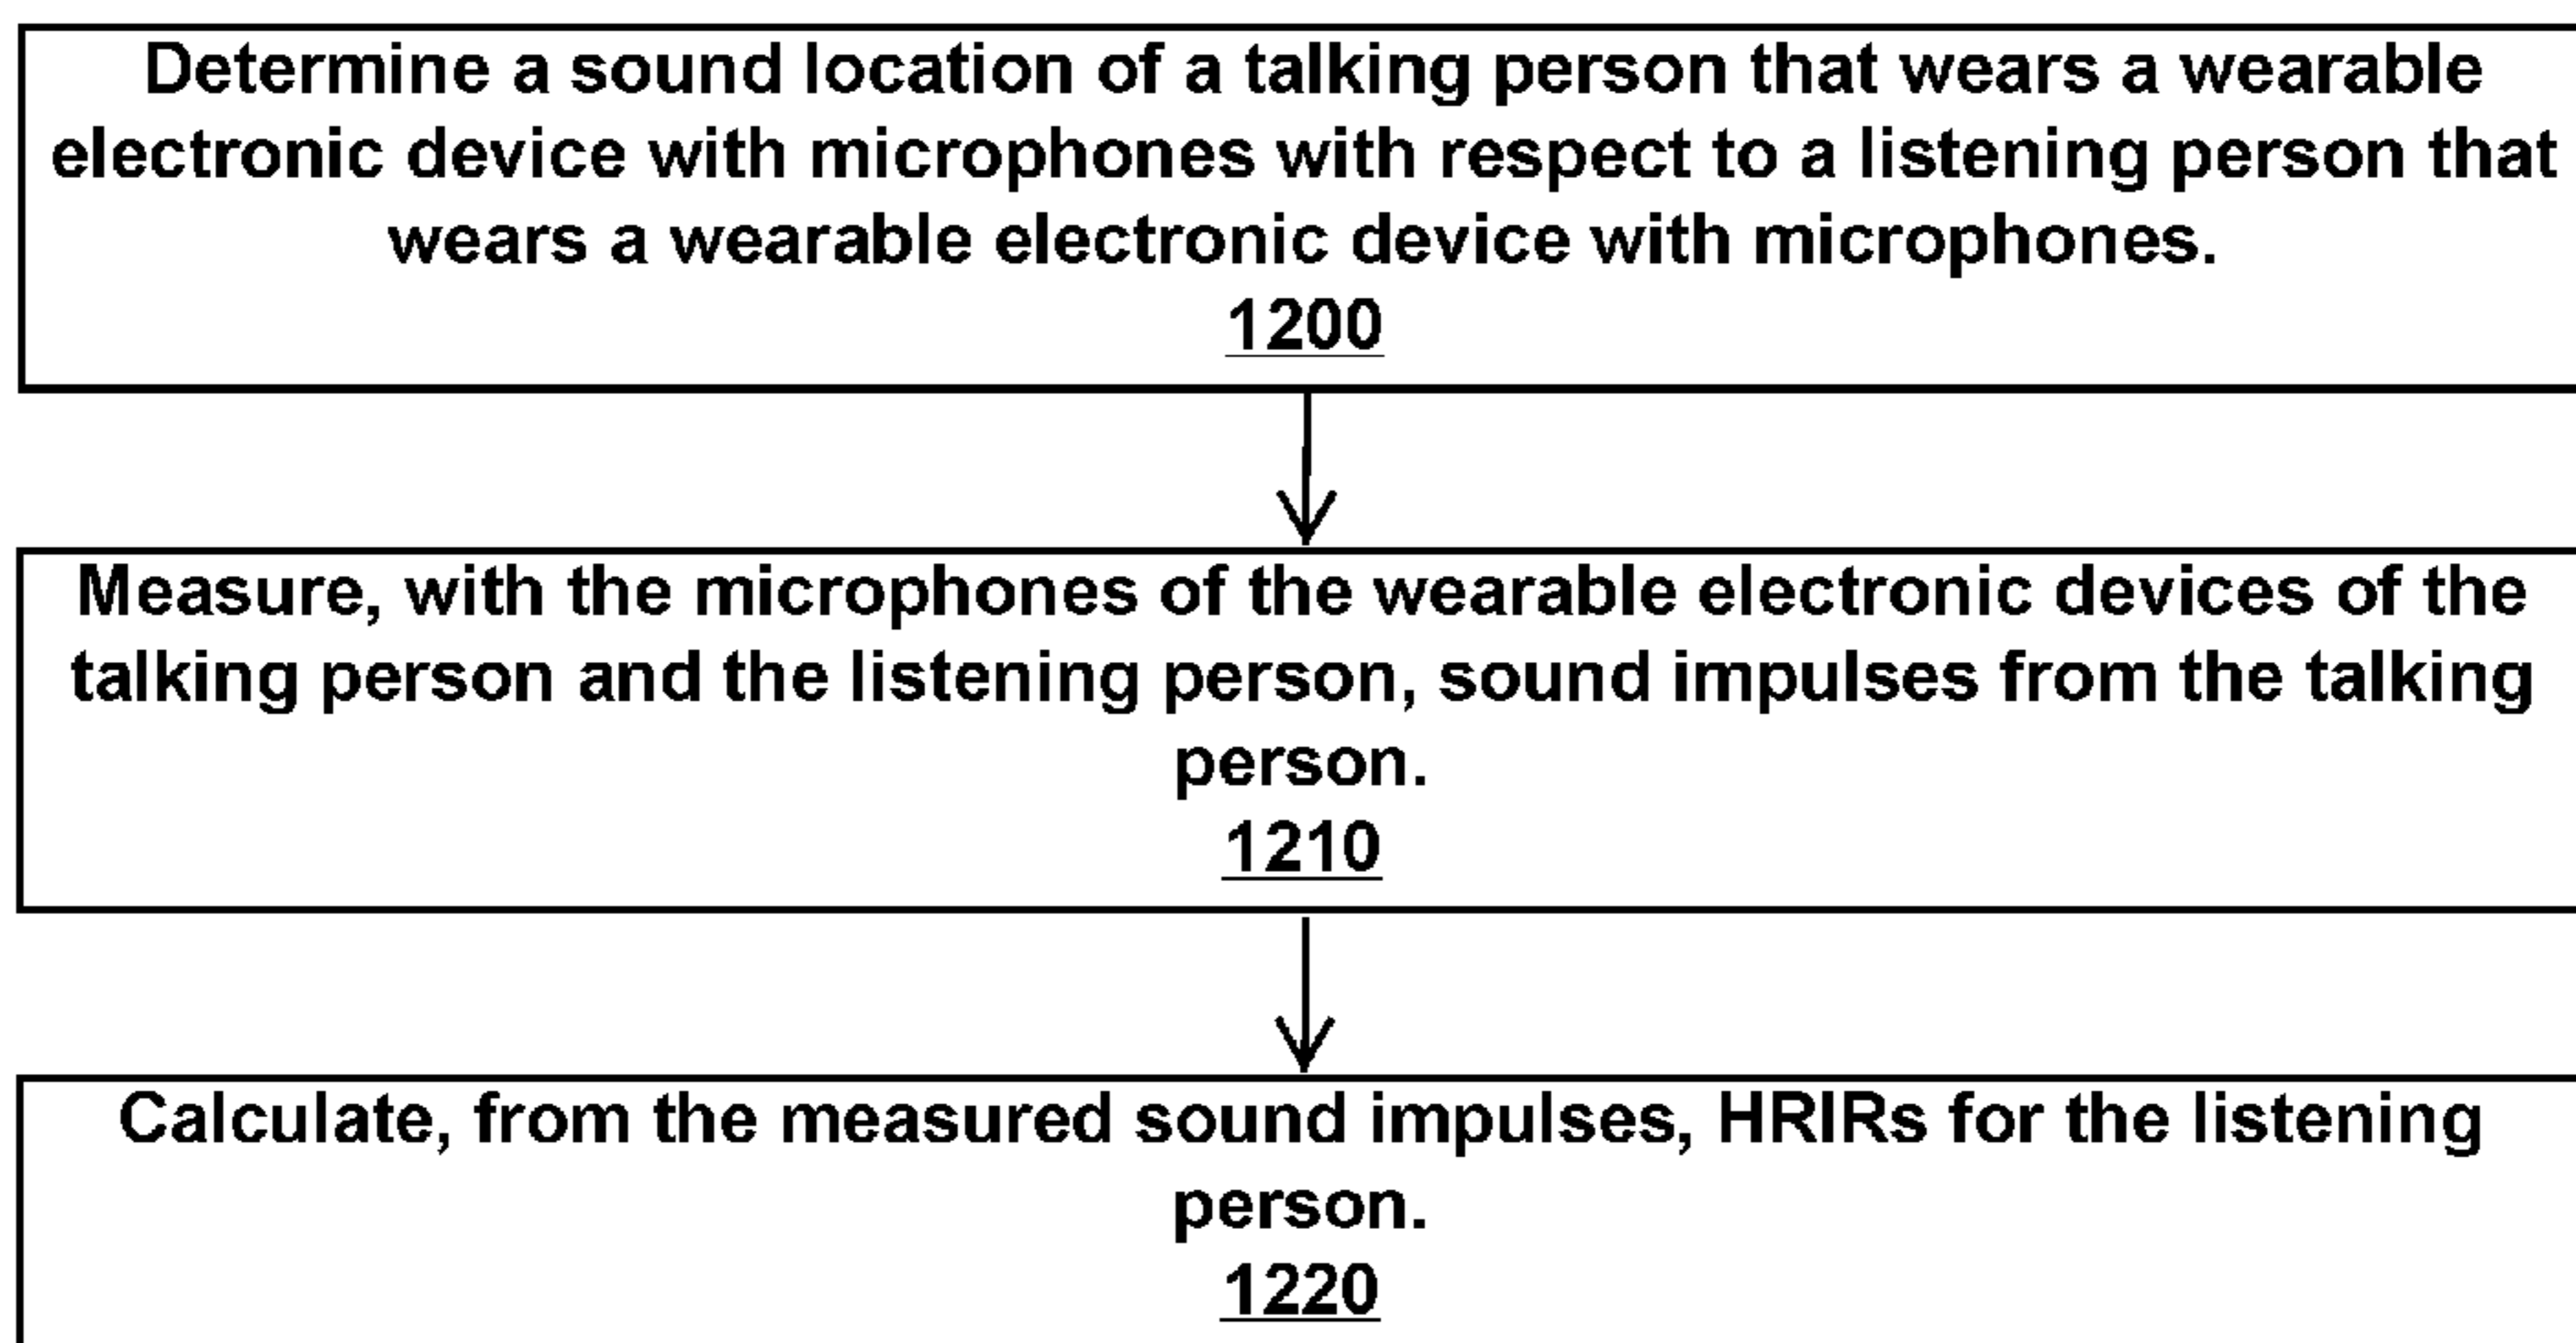 Determine a sound location of a talking person that wears a wearable
electronic device with microphones with respect to a listening person that
wears a wearable electronic device with microphones.
1200
Measure, with the microphones of the wearable electronic devices of the
talking person and the listening person, sound impulses from the talking
person.
1210
Calculate, from the measured sound impulses, HRIRs for the listening
person.
1220